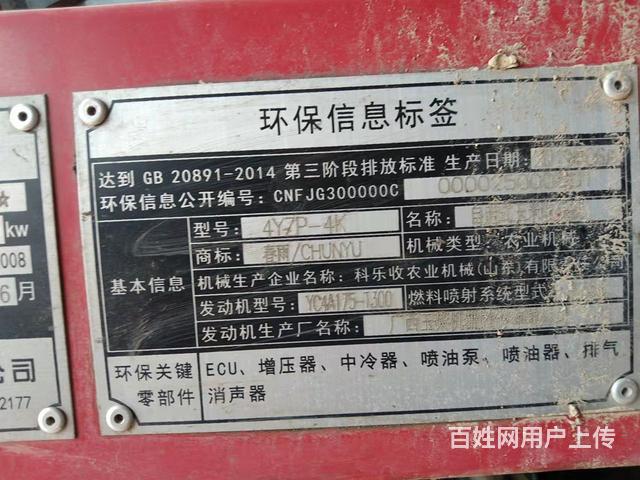 环保信息标签
达到 GB 20891-2014 第三阶段排放标准 生产日期:
环保信息公开编号: CNFJG300000C
型号: 4Y7P-4K 名称:
商标: 春雨/CHUNYU 机械类型: 农业机械
基本信息
机械生产企业名称: 科乐收农业机械(山东)有限责任公司
发动机型号: YC4A175-T300 燃料喷射系统型式
发动机生产厂名称:
环保关键零部件
ECU、增压器、中冷器、喷油泵、喷油器、排气
消声器
kw
008
6月
公司
2177
百姓网用户上传